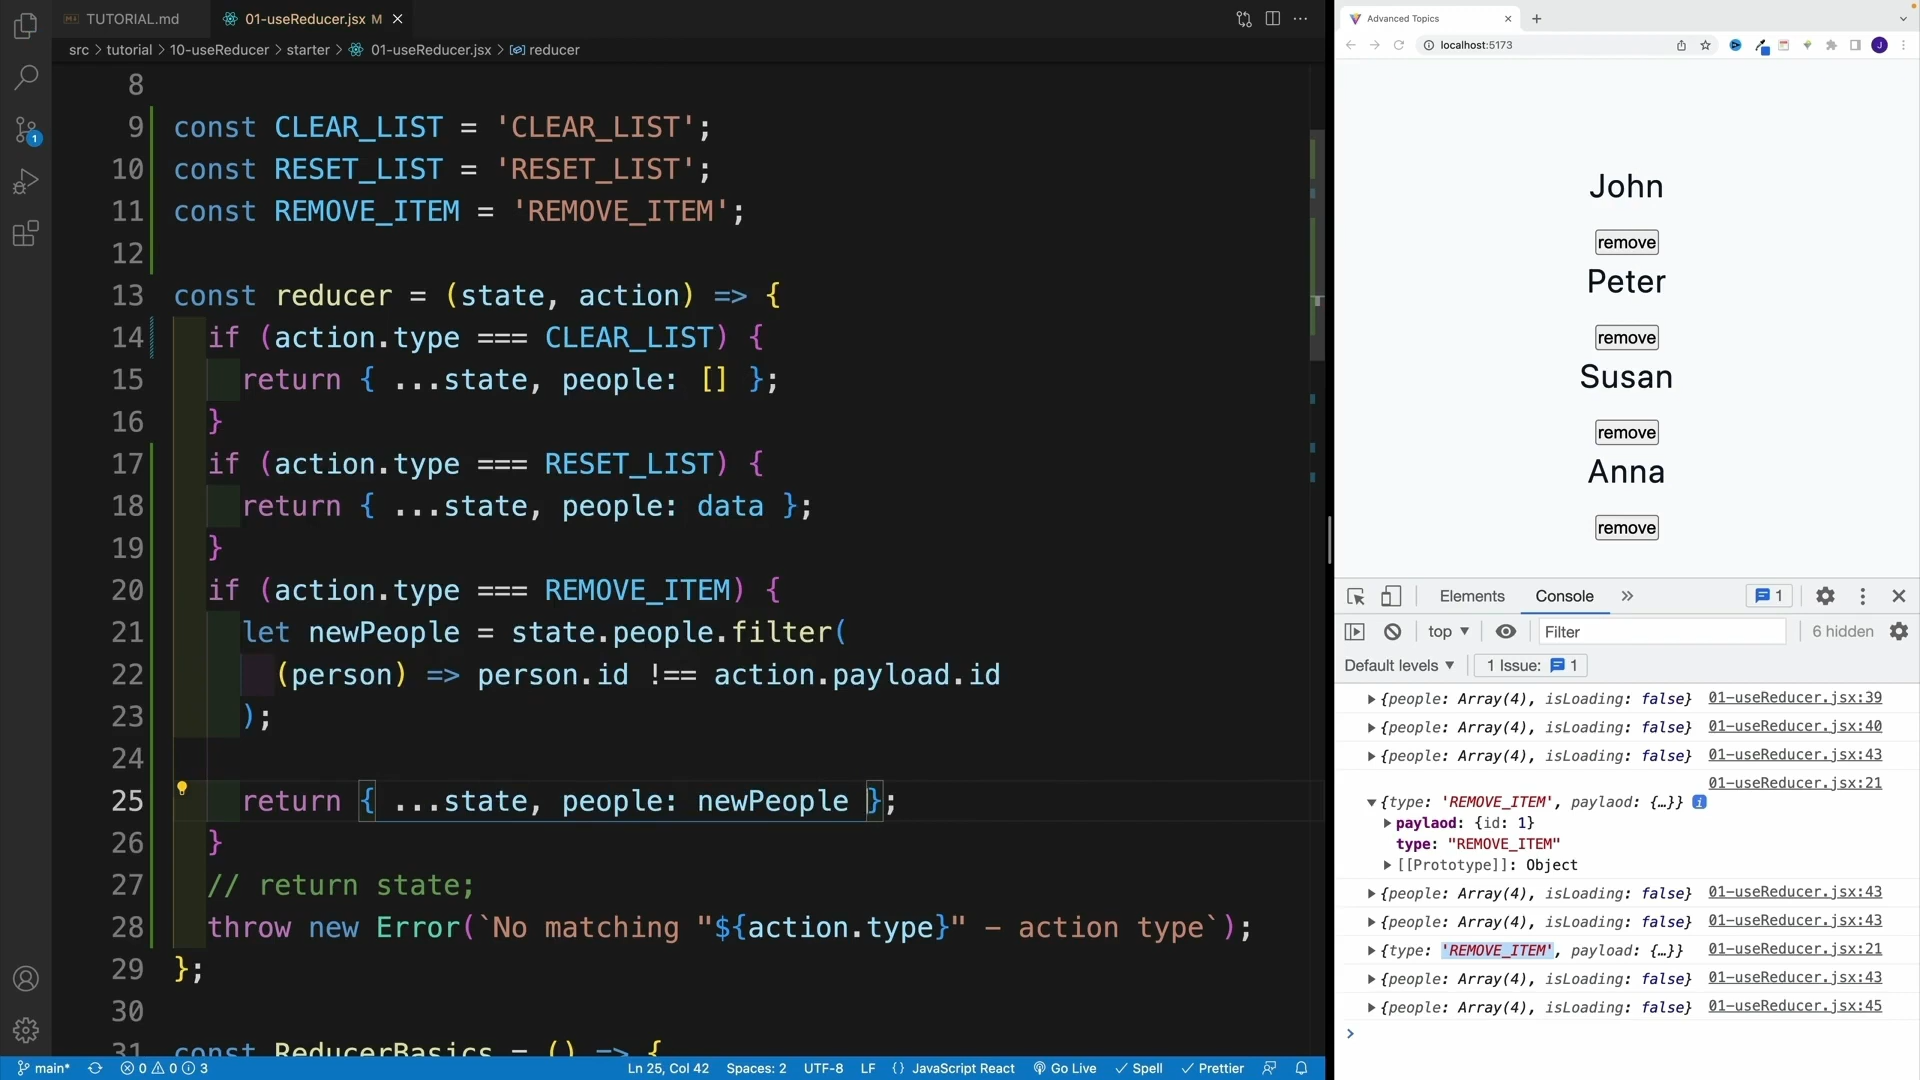 TUTORIAL.md
01-useReducer.jsx M
src > tutorial > 10-useReducer > starter > 01-useReducer.jsx > reducer
8
9 const CLEAR_LIST = 'CLEAR_LIST';
10 const RESET_LIST = 'RESET_LIST';
11 const REMOVE_ITEM = 'REMOVE_ITEM';
12
13 const reducer = (state, action) => {
14 if (action.type === CLEAR_LIST) {
15 return { ...state, people: [] };
16 }
17 if (action.type === RESET_LIST) {
18 return { ...state, people: data };
19 }
20 if (action.type === REMOVE_ITEM) {
21 let newPeople = state.people.filter(
22 (person) => person.id !== action.payload.id
23 );
24
25 return { ...state, people: newPeople };
26 }
27 // return state;
28 throw new Error(`No matching "${action.type}" - action type`);
29 };
30
31 const ReducerBasics = () => {
1
main* 0 0 3
Ln 25, Col 42 Spaces: 2 UTF-8 LF {} JavaScript React Go Live Spell Prettier
Advanced Topics
localhost:5173
J
John
remove
Peter
remove
Susan
remove
Anna
remove
Elements Console 1
top Filter 6 hidden
Default levels 1 Issue: 1
{people: Array(4), isLoading: false} 01-useReducer.jsx:39
{people: Array(4), isLoading: false} 01-useReducer.jsx:40
{people: Array(4), isLoading: false} 01-useReducer.jsx:43
01-useReducer.jsx:21
{type: 'REMOVE_ITEM', paylaod: {…}} i
paylaod: {id: 1}
type: "REMOVE_ITEM"
[[Prototype]]: Object
{people: Array(4), isLoading: false} 01-useReducer.jsx:43
{people: Array(4), isLoading: false} 01-useReducer.jsx:43
{type: 'REMOVE_ITEM', payload: {…}} 01-useReducer.jsx:21
{people: Array(4), isLoading: false} 01-useReducer.jsx:43
{people: Array(4), isLoading: false} 01-useReducer.jsx:45